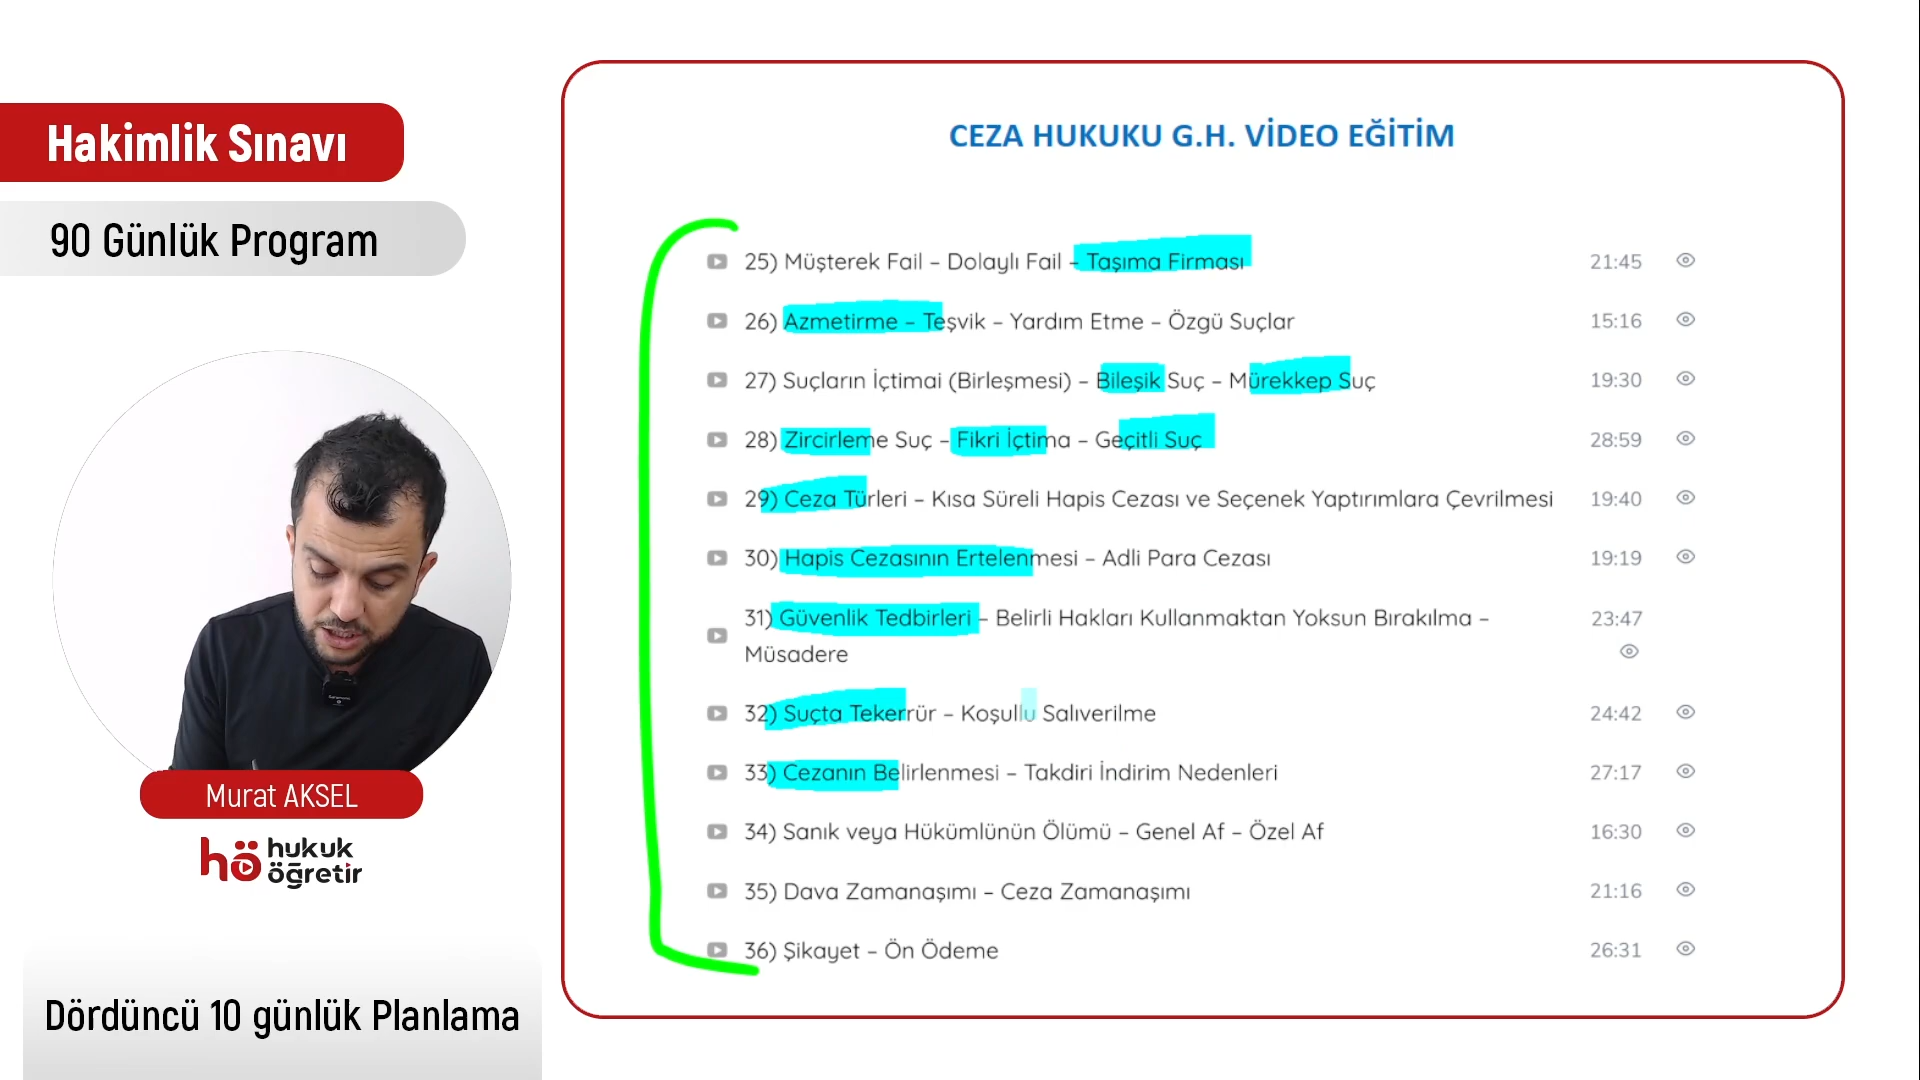 Hakimlik Sınavı
90 Günlük Program
Murat AKSEL
hö hukuk
öğretir
Dördüncü 10 günlük Planlama
CEZA HUKUKU G.H. VİDEO EĞİTİM
25) Müşterek Fail – Dolaylı Fail – Taşıma Firması 21:45
26) Azmetirme – Teşvik – Yardım Etme – Özgü Suçlar 15:16
27) Suçların İçtimai (Birleşmesi) – Bileşik Suç – Mürekkep Suç 19:30
28) Zircirleme Suç – Fikri İçtima – Geçitli Suç 28:59
29) Ceza Türleri – Kısa Süreli Hapis Cezası ve Seçenek Yaptırımlara Çevrilmesi 19:40
30) Hapis Cezasının Ertelenmesi – Adli Para Cezası 19:19
31) Güvenlik Tedbirleri – Belirli Hakları Kullanmaktan Yoksun Bırakılma – 23:47
Müsadere
32) Suçta Tekerrür – Koşullu Salıverilme 24:42
33) Cezanın Belirlenmesi – Takdiri İndirim Nedenleri 27:17
34) Sanık veya Hükümlünün Ölümü – Genel Af – Özel Af 16:30
35) Dava Zamanaşımı – Ceza Zamanaşımı 21:16
36) Şikayet – Ön Ödeme 26:31